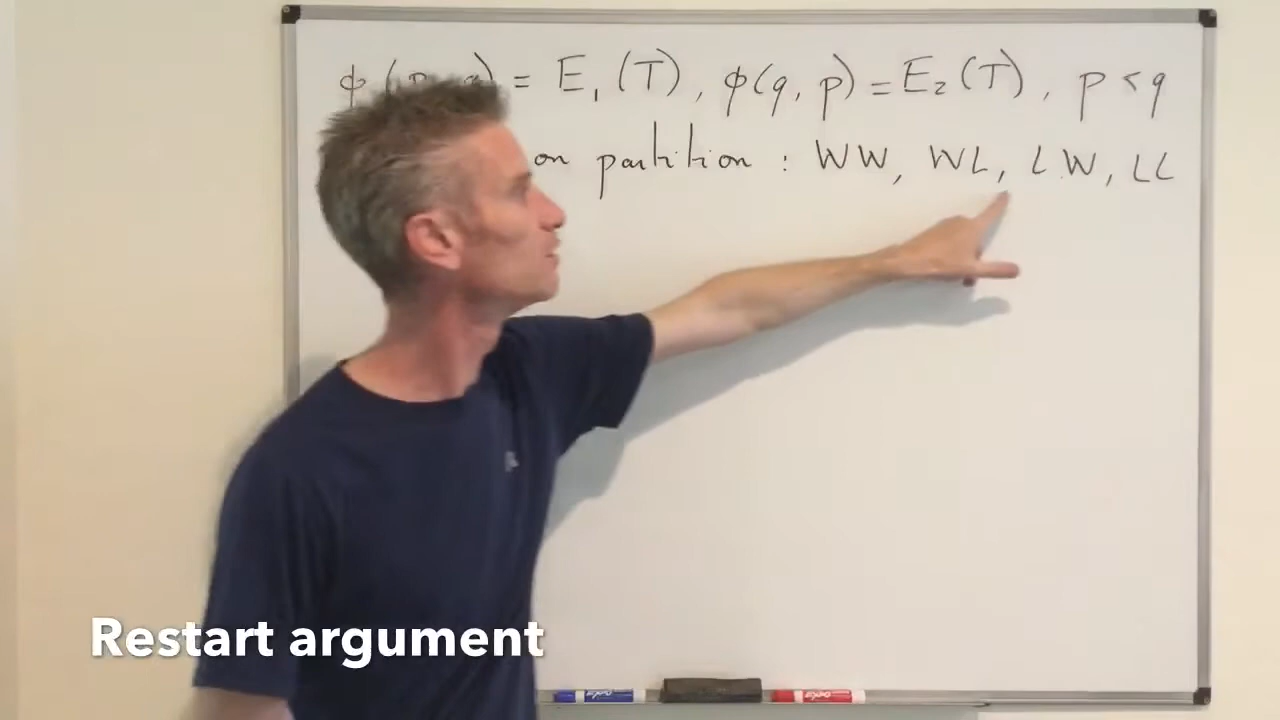 ϕ (p, q) = E₁ (T), ϕ(q, p) = E₂ (T), p < q
on partition : WW, WL, LW, LL
Restart argument